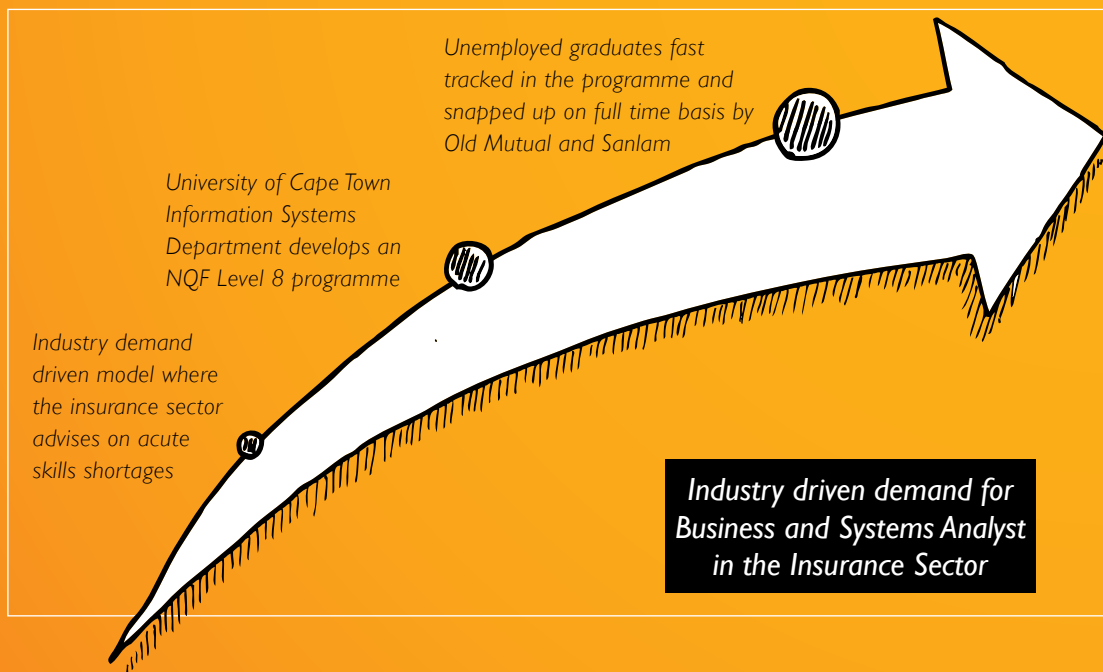 Unemployed graduates fast
tracked in the programme and
snapped up on full time basis by
Old Mutual and Sanlam
University of Cape Town
Information Systems
Department develops an
NQF Level 8 programme
Industry demand
driven model where
the insurance sector
advises on acute
skills shortages
Industry driven demand for
Business and Systems Analyst
in the Insurance Sector